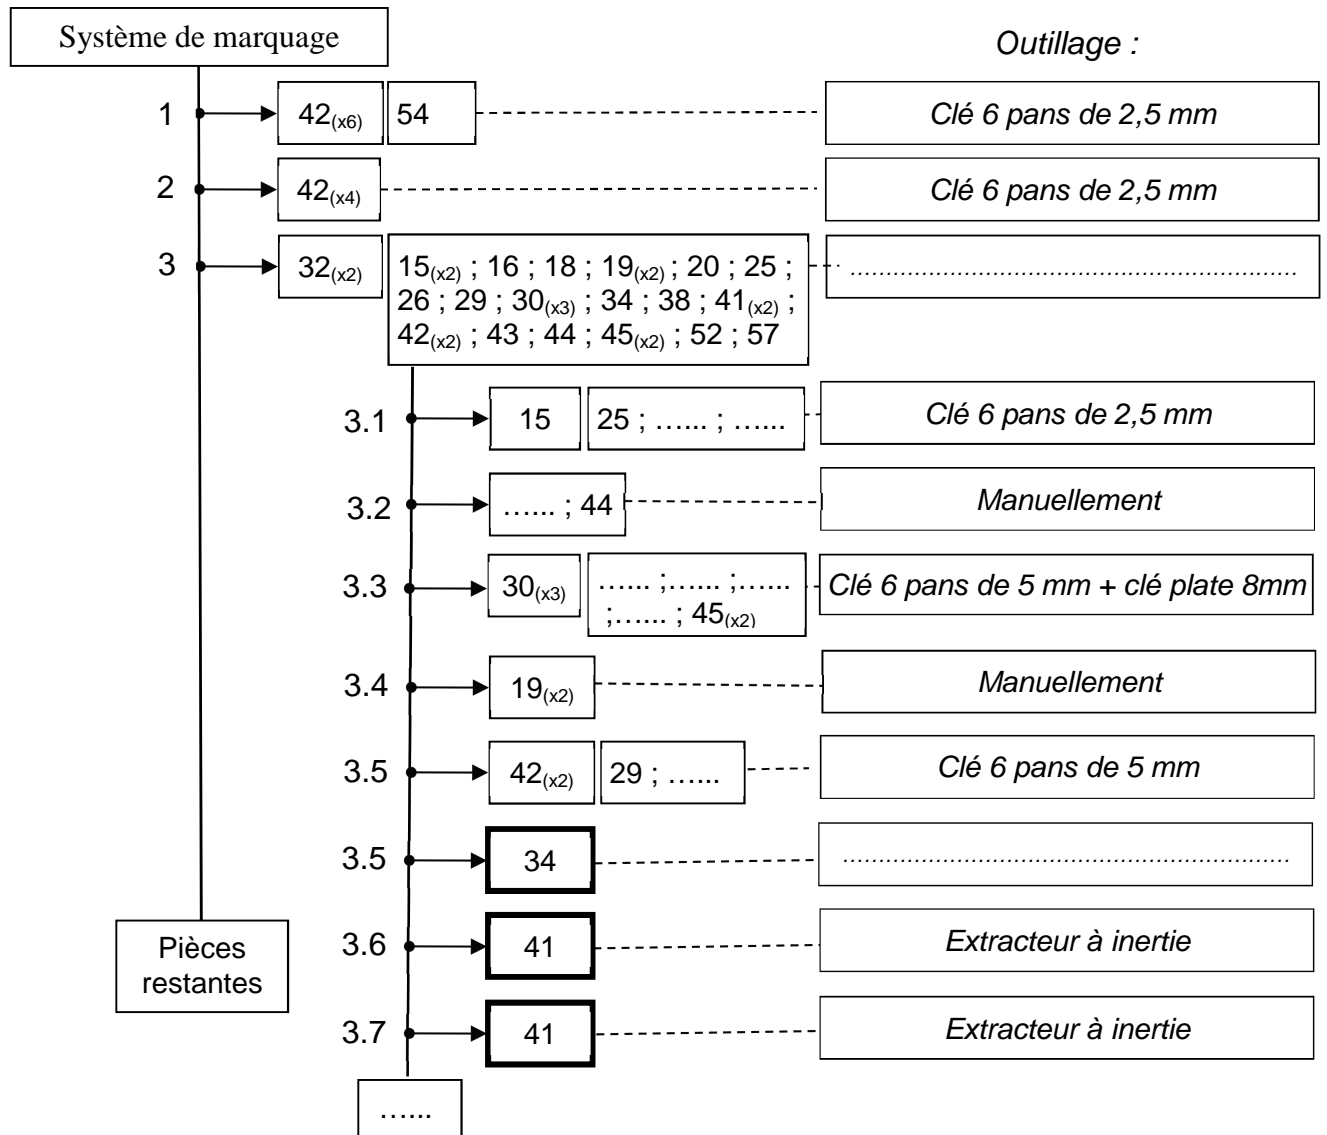 Système de marquage
Outillage :
1 42(x6) 54 Clé 6 pans de 2,5 mm
2 42(x4) Clé 6 pans de 2,5 mm
3 32(x2) 15(x2) ; 16 ; 18 ; 19(x2) ; 20 ; 25 ; ................................................................
26 ; 29 ; 30(x3) ; 34 ; 38 ; 41(x2) ;
42(x2) ; 43 ; 44 ; 45(x2) ; 52 ; 57
3.1 15 25 ; …... ; …... Clé 6 pans de 2,5 mm
3.2 …... ; 44 Manuellement
3.3 30(x3) …... ;…... ;…... Clé 6 pans de 5 mm + clé plate 8mm
;…... ; 45(x2)
3.4 19(x2) Manuellement
3.5 42(x2) 29 ; …... Clé 6 pans de 5 mm
3.5 34 ................................................................
3.6 41 Extracteur à inertie
Pièces
restantes
3.7 41 Extracteur à inertie
…...